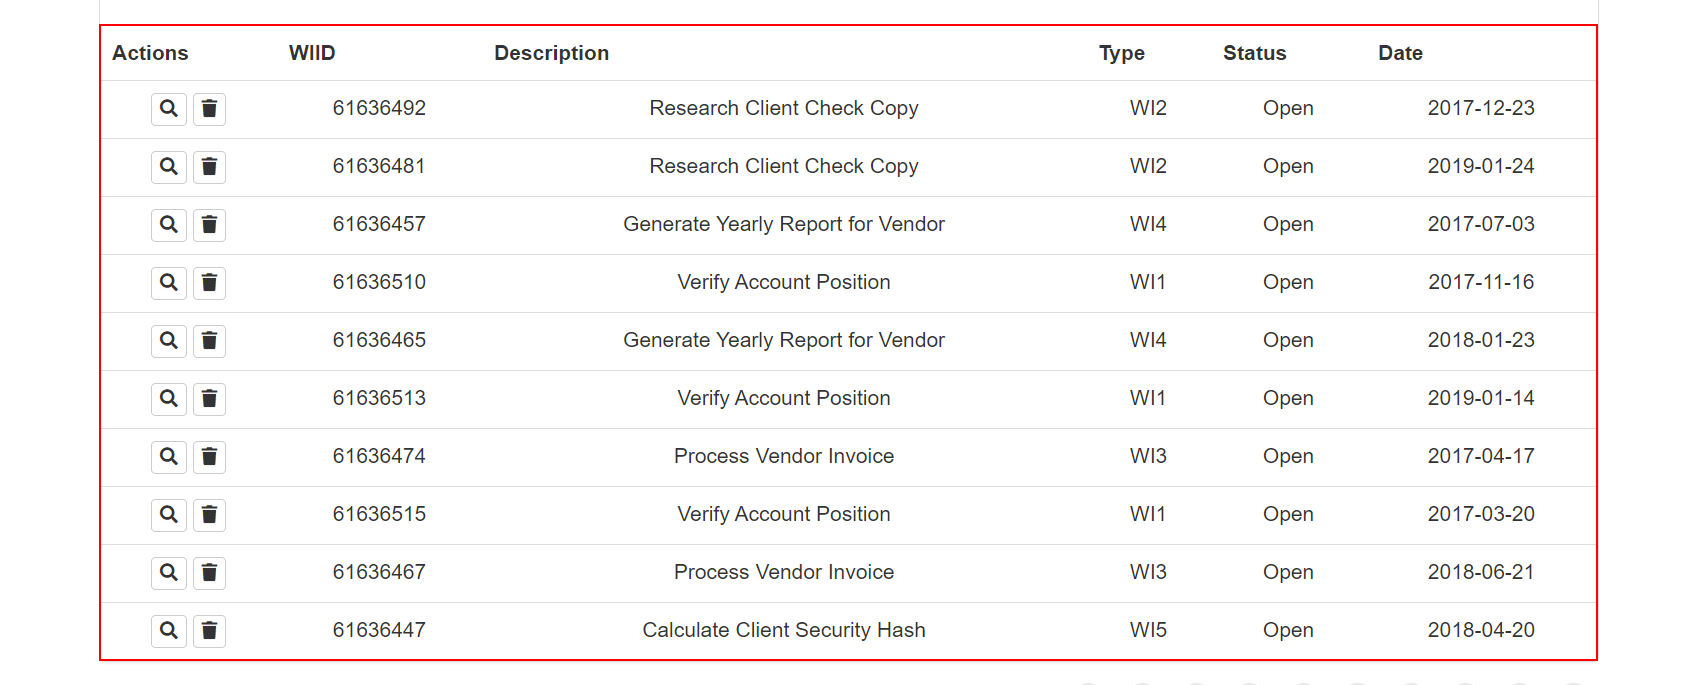 Actions WIID Description Type Status Date
61636492 Research Client Check Copy WI2 Open 2017-12-23
61636481 Research Client Check Copy WI2 Open 2019-01-24
61636457 Generate Yearly Report for Vendor WI4 Open 2017-07-03
61636510 Verify Account Position WI1 Open 2017-11-16
61636465 Generate Yearly Report for Vendor WI4 Open 2018-01-23
61636513 Verify Account Position WI1 Open 2019-01-14
61636474 Process Vendor Invoice WI3 Open 2017-04-17
61636515 Verify Account Position WI1 Open 2017-03-20
61636467 Process Vendor Invoice WI3 Open 2018-06-21
61636447 Calculate Client Security Hash WI5 Open 2018-04-20